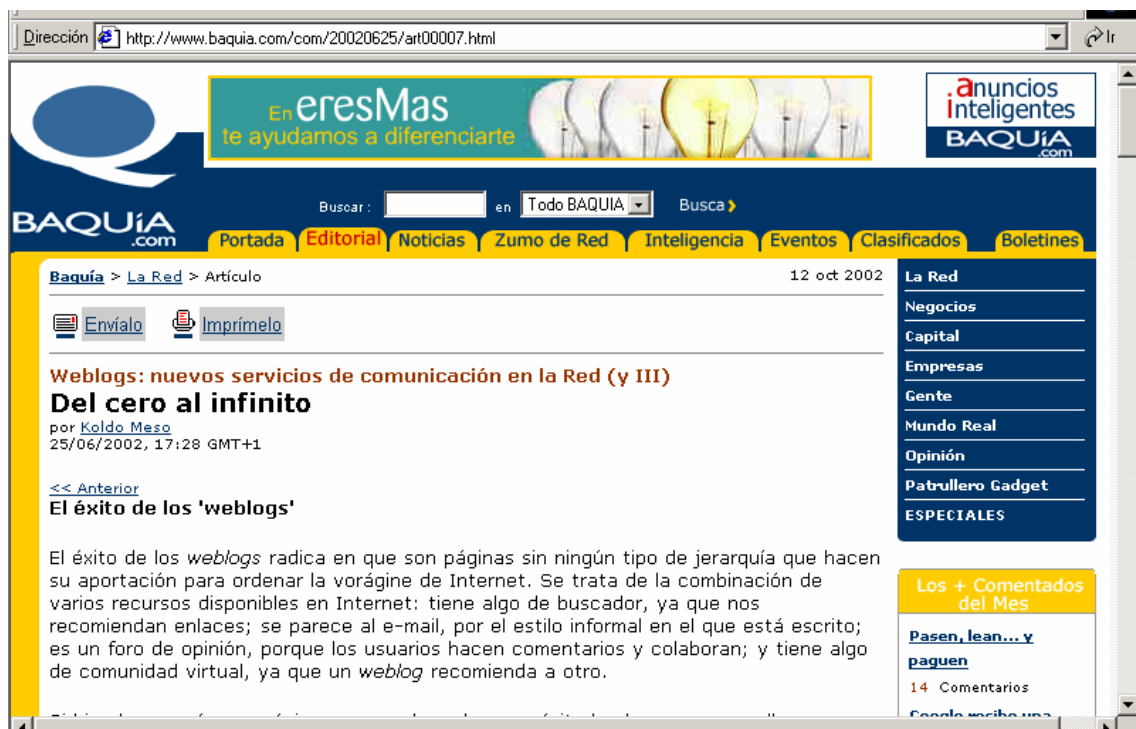 Dirección http://www.baquia.com/com/20020625/art00007.html Ir
En eresMas
te ayudamos a diferenciarte
.anuncios
inteligentes
BAQUíA
.com
BAQUíA
.com
Buscar: en Todo BAQUIA Busca
Portada Editorial Noticias Zumo de Red Inteligencia Eventos Clasificados Boletines
Baquía > La Red > Artículo 12 oct 2002
Envíalo Imprímelo
Weblogs: nuevos servicios de comunicación en la Red (y III)
Del cero al infinito
por Koldo Meso
25/06/2002, 17:28 GMT+1
<< Anterior
El éxito de los 'weblogs'
El éxito de los weblogs radica en que son páginas sin ningún tipo de jerarquía que hacen
su aportación para ordenar la vorágine de Internet. Se trata de la combinación de
varios recursos disponibles en Internet: tiene algo de buscador, ya que nos
recomiendan enlaces; se parece al e-mail, por el estilo informal en el que está escrito;
es un foro de opinión, porque los usuarios hacen comentarios y colaboran; y tiene algo
de comunidad virtual, ya que un weblog recomienda a otro.
La Red
Negocios
Capital
Empresas
Gente
Mundo Real
Opinión
Patrullero Gadget
ESPECIALES
Los + Comentados
del Mes
Pasen, lean... y
paguen
14 Comentarios
Google recibe una